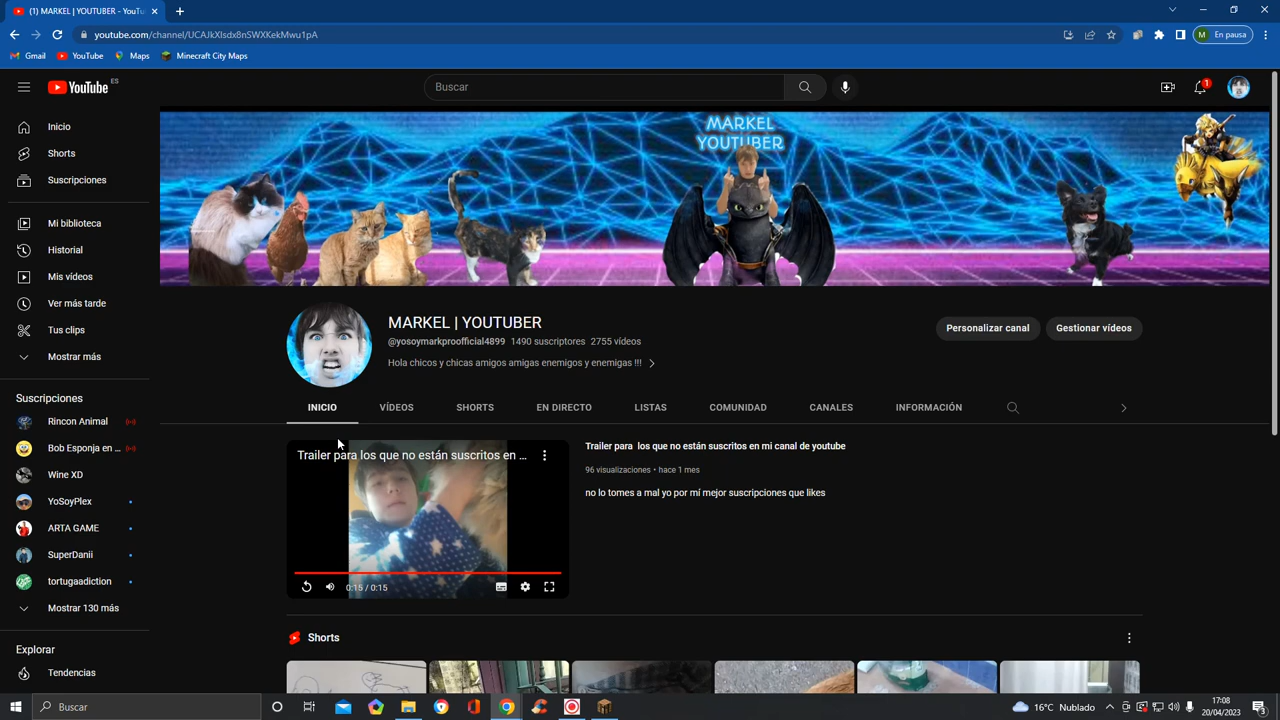 (1) MARKEL | YOUTUBER - YouTu
youtube.com/channel/UCAJkXIsdx8nSWXKekMwu1pA
M En pausa
Gmail YouTube Maps Minecraft City Maps
YouTube ES
Buscar
1
Inicio
Shorts
Suscripciones
Mi biblioteca
Historial
Mis vídeos
Ver más tarde
Tus clips
Mostrar más
Suscripciones
Rincon Animal
Bob Esponja en ...
Wine XD
YoSoyPlex
ARTA GAME
SuperDanii
tortugaadiction
Mostrar 130 más
Explorar
Tendencias
MARKEL
YOUTUBER
MARKEL | YOUTUBER
@yosoymarkproofficial4899 1490 suscriptores 2755 vídeos
Hola chicos y chicas amigos amigas enemigos y enemigas !!!
Personalizar canal Gestionar vídeos
INICIO VÍDEOS SHORTS EN DIRECTO LISTAS COMUNIDAD CANALES INFORMACIÓN
Trailer para los que no están suscritos en ...
0:15 / 0:15
Trailer para los que no están suscritos en mi canal de youtube
96 visualizaciones • hace 1 mes
no lo tomes a mal yo por mí mejor suscripciones que likes
Shorts
Buscar
16°C Nublado
17:08
20/04/2023
3